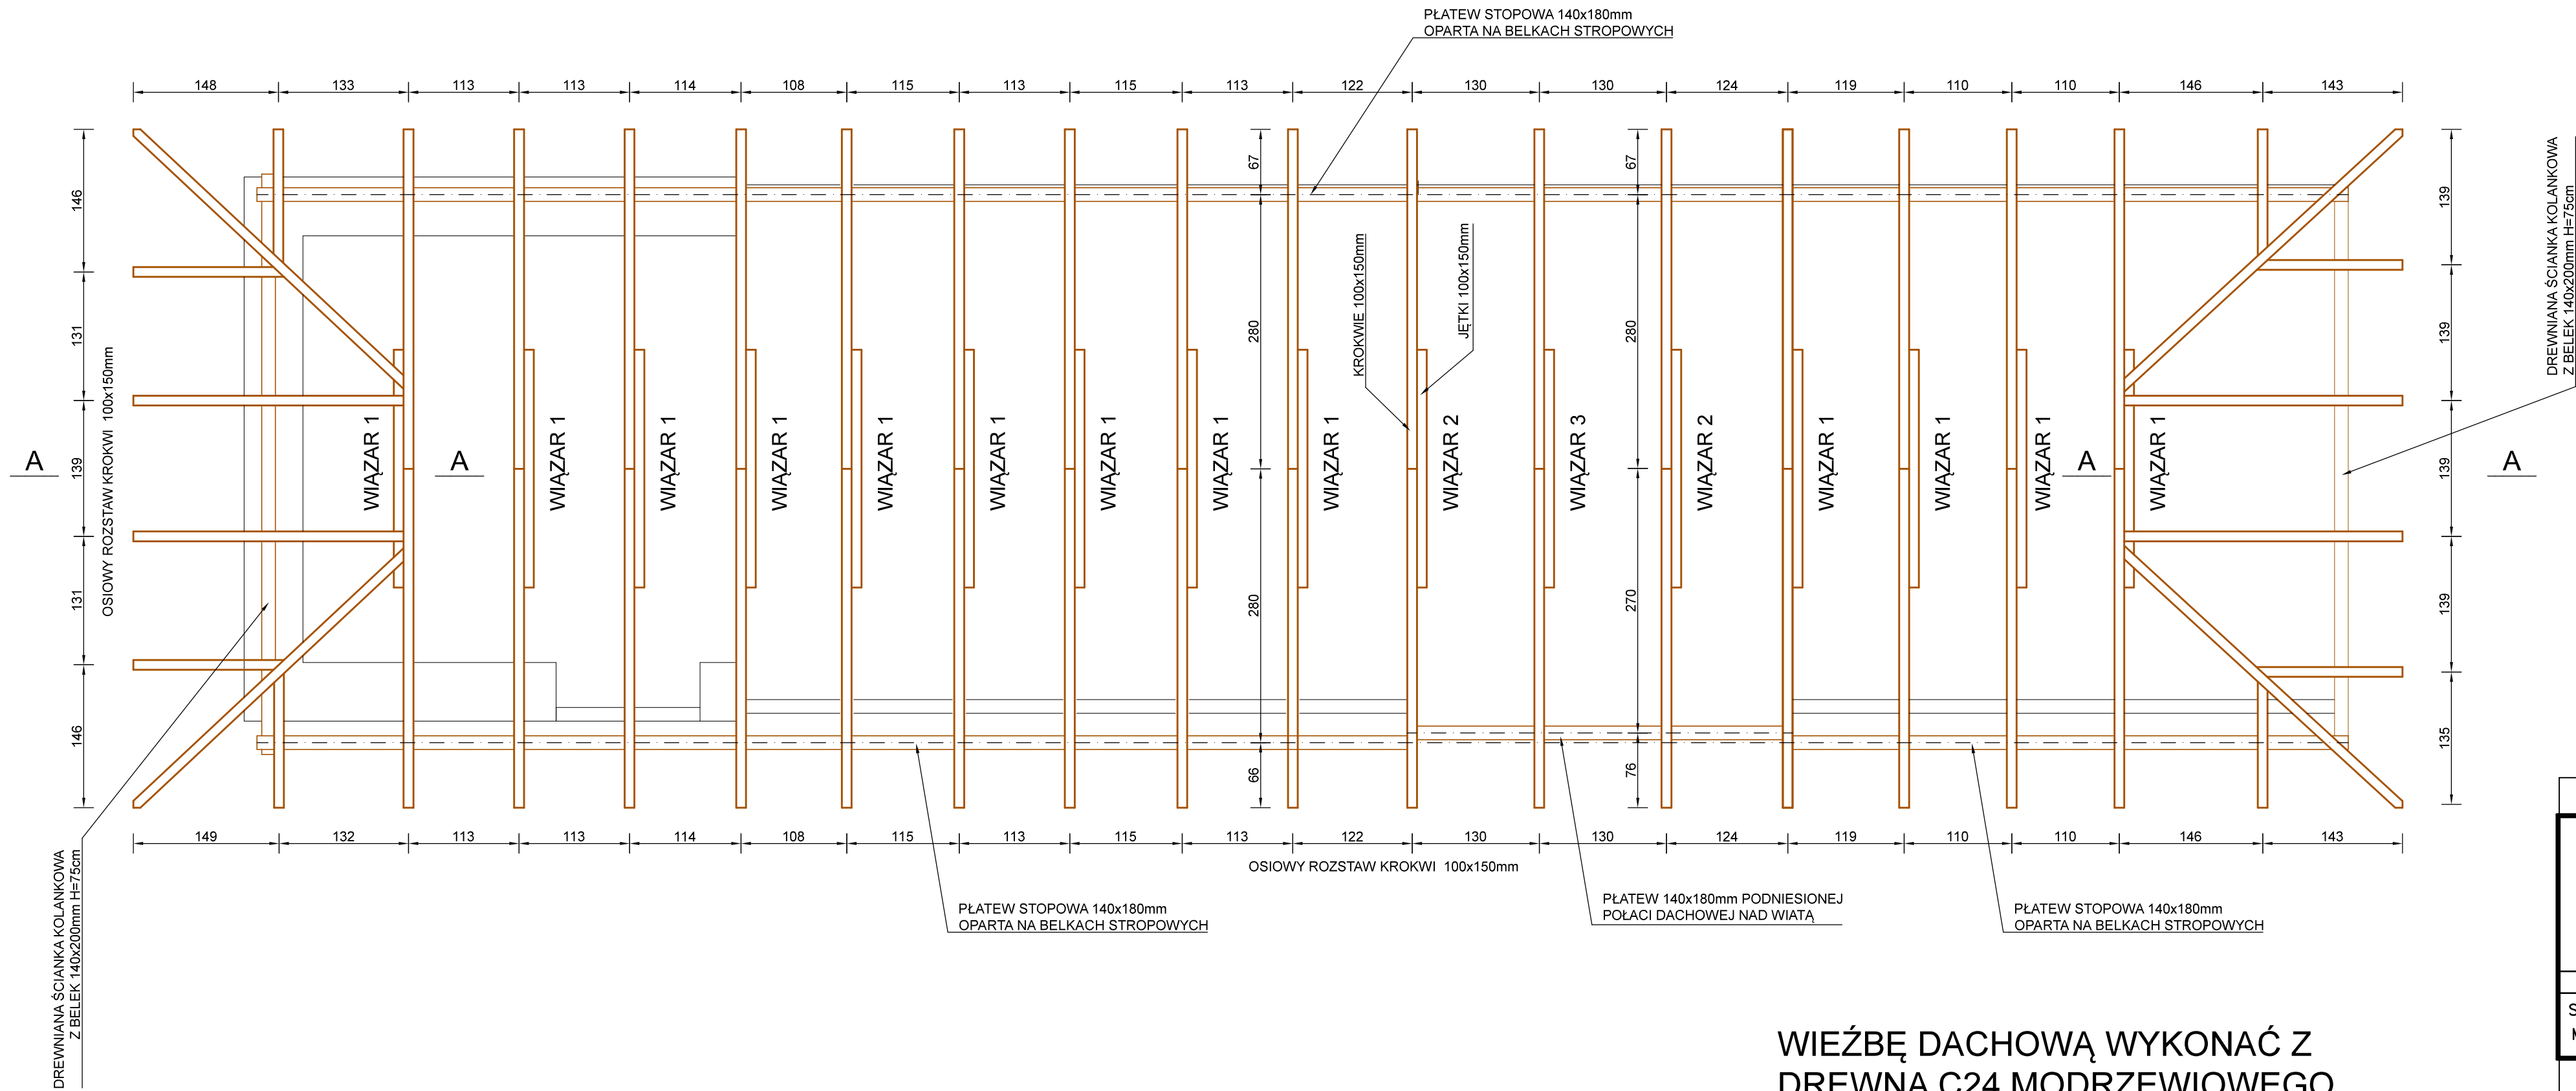 PŁATEW STOPOWA 140x180mm
OPARTA NA BELKACH STROPOWYCH
148 133 113 113 114 108 115 113 115 113 122 130 130 124 119 110 110 146 143
146
131
139
131
146
OSIOWY ROZSTAW KROKWI 100x150mm
67
280
280
66
67
280
270
76
KROKWIE 100x150mm
JĘTKI 100x150mm
139
139
139
139
135
DREWNIANA ŚCIANKA KOLANKOWA
Z BELEK 140x200mm H=75cm
A
WIĄZAR 1
A
WIĄZAR 1
WIĄZAR 1
WIĄZAR 1
WIĄZAR 1
WIĄZAR 1
WIĄZAR 1
WIĄZAR 1
WIĄZAR 1
WIĄZAR 2
WIĄZAR 3
WIĄZAR 2
WIĄZAR 1
WIĄZAR 1
WIĄZAR 1
A
WIĄZAR 1
A
149 132 113 113 114 108 115 113 115 113 122 130 130 124 119 110 110 146 143
OSIOWY ROZSTAW KROKWI 100x150mm
DREWNIANA ŚCIANKA KOLANKOWA
Z BELEK 140x200mm H=75cm
PŁATEW STOPOWA 140x180mm
OPARTA NA BELKACH STROPOWYCH
PŁATEW 140x180mm PODNIESIONEJ
POŁACI DACHOWEJ NAD WIATĄ
PŁATEW STOPOWA 140x180mm
OPARTA NA BELKACH STROPOWYCH
WIEŹBĘ DACHOWĄ WYKONAĆ Z
DREWNA C24 MODRZEWIOWEGO